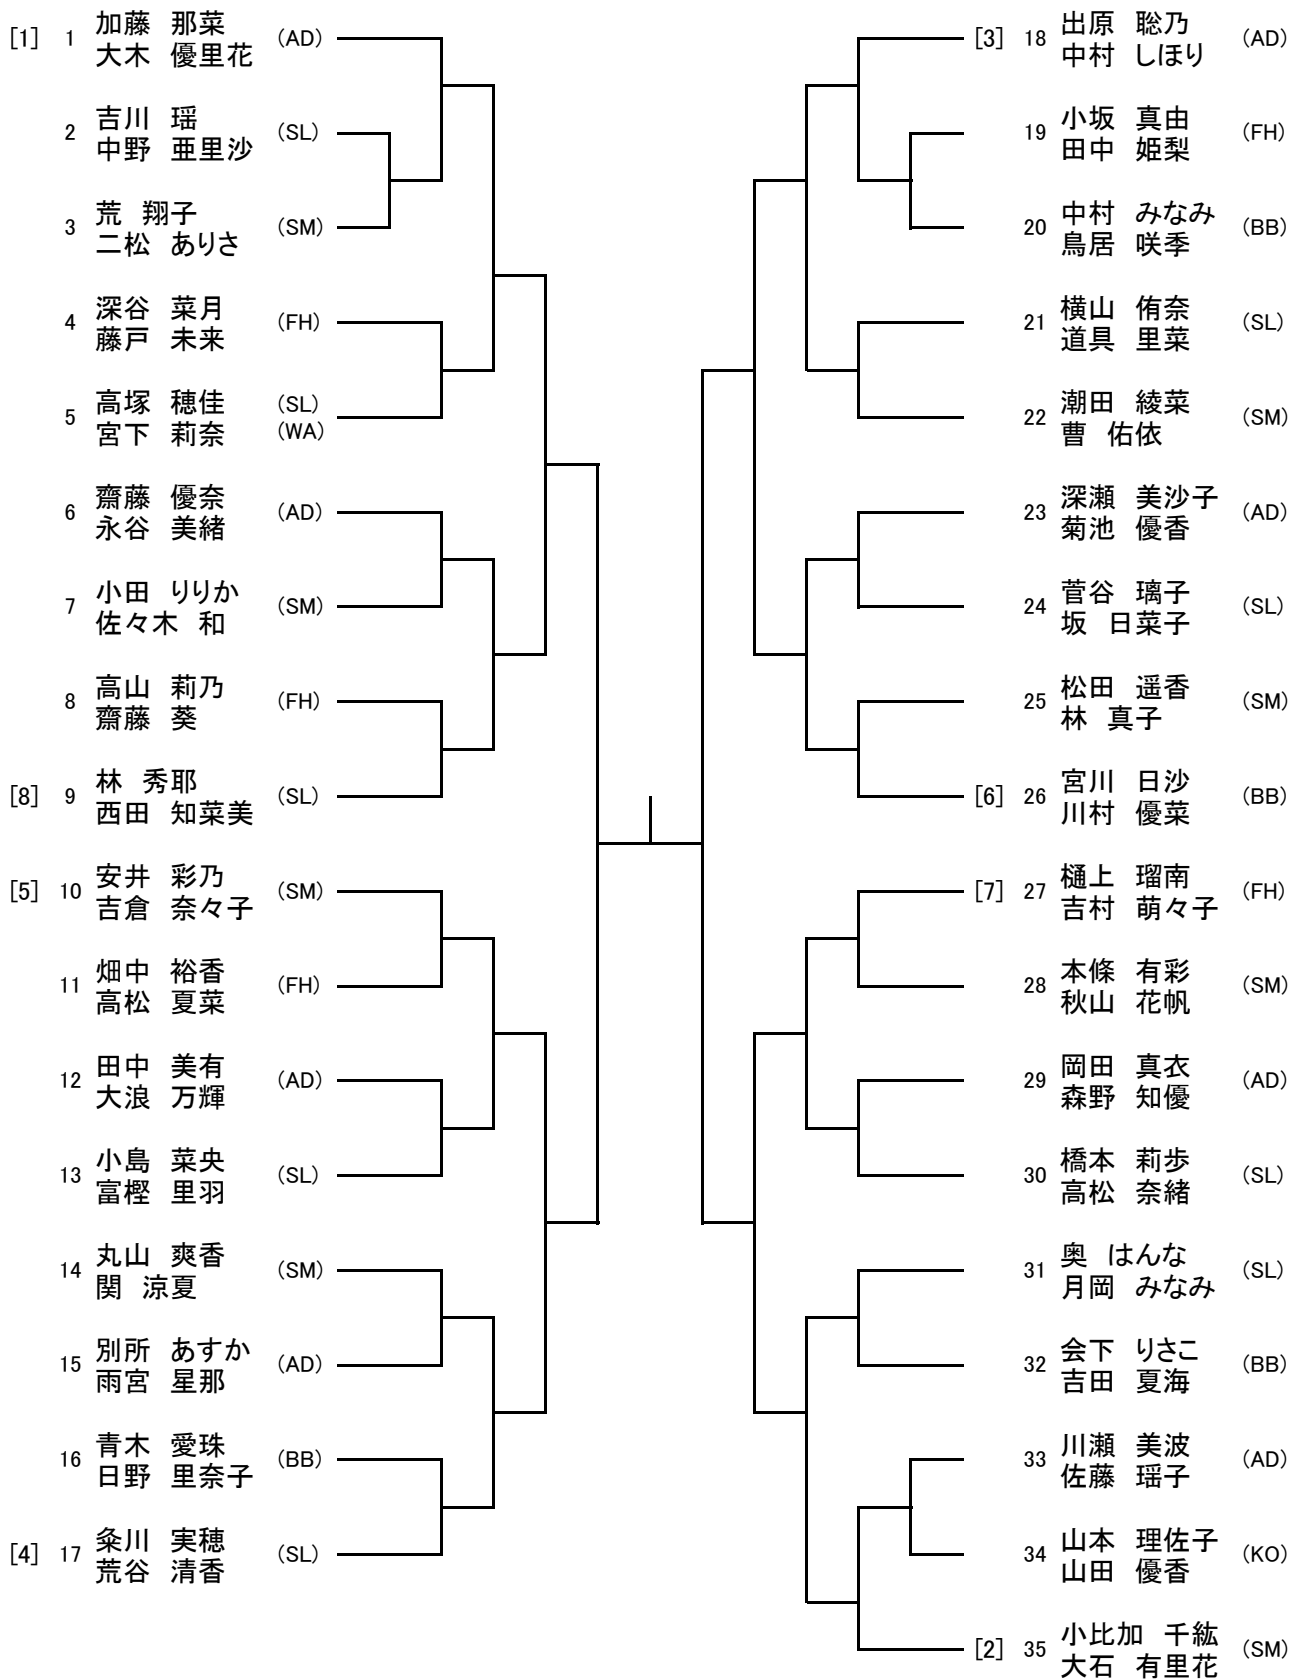 [1] 1 加藤 那菜 (AD)
大木 優里花
2 吉川 瑶 (SL)
中野 亜里沙
3 荒 翔子 (SM)
二松 ありさ
4 深谷 菜月 (FH)
藤戸 未来
5 高塚 穂佳 (SL)
宮下 莉奈 (WA)
6 齋藤 優奈 (AD)
永谷 美緒
7 小田 りりか (SM)
佐々木 和
8 高山 莉乃 (FH)
齋藤 葵
[8] 9 林 秀耶 (SL)
西田 知菜美
[5] 10 安井 彩乃 (SM)
吉倉 奈々子
11 畑中 裕香 (FH)
高松 夏菜
12 田中 美有 (AD)
大浪 万輝
13 小島 菜央 (SL)
富樫 里羽
14 丸山 爽香 (SM)
関 涼夏
15 別所 あすか (AD)
雨宮 星那
16 青木 愛珠 (BB)
日野 里奈子
[4] 17 粂川 実穂 (SL)
荒谷 清香
[3] 18 出原 聡乃 (AD)
中村 しほり
19 小坂 真由 (FH)
田中 姫梨
20 中村 みなみ (BB)
鳥居 咲季
21 横山 侑奈 (SL)
道具 里菜
22 潮田 綾菜 (SM)
曹 佑依
23 深瀬 美沙子 (AD)
菊池 優香
24 菅谷 璃子 (SL)
坂 日菜子
25 松田 遥香 (SM)
林 真子
[6] 26 宮川 日沙 (BB)
川村 優菜
[7] 27 樋上 瑠南 (FH)
吉村 萌々子
28 本條 有彩 (SM)
秋山 花帆
29 岡田 真衣 (AD)
森野 知優
30 橋本 莉歩 (SL)
高松 奈緒
31 奥 はんな (SL)
月岡 みなみ
32 会下 りさこ (BB)
吉田 夏海
33 川瀬 美波 (AD)
佐藤 瑶子
34 山本 理佐子 (KO)
山田 優香
[2] 35 小比加 千紘 (SM)
大石 有里花